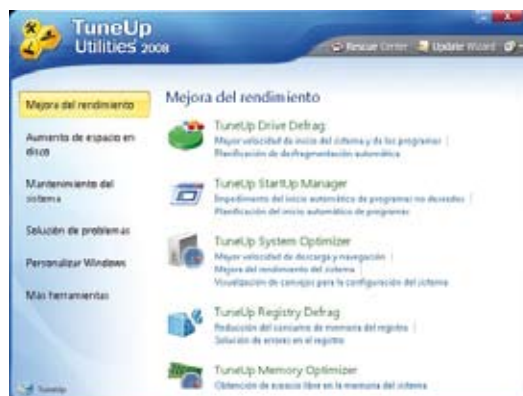 TuneUp
Utilities 2008
Rescue Center Update Wizard
Mejora del rendimiento
Aumento de espacio en
disco
Mantenimiento del
sistema
Solución de problemas
Personalizar Windows
Más herramientas
TuneUp
Mejora del rendimiento
TuneUp Drive Defrag
Mayor velocidad de inicio del sistema y de los programas |
Planificación de desfragmentación automática
TuneUp StartUp Manager
Impedimento del inicio automático de programas no deseados |
Planificación del inicio automático de programas
TuneUp System Optimizer
Mayor velocidad de descarga y navegación |
Mejora del rendimiento del sistema |
Visualización de consejos para la configuración del sistema
TuneUp Registry Defrag
Reducción del consumo de memoria del registro |
Solución de errores en el registro
TuneUp Memory Optimizer
Obtención de espacio libre en la memoria del sistema